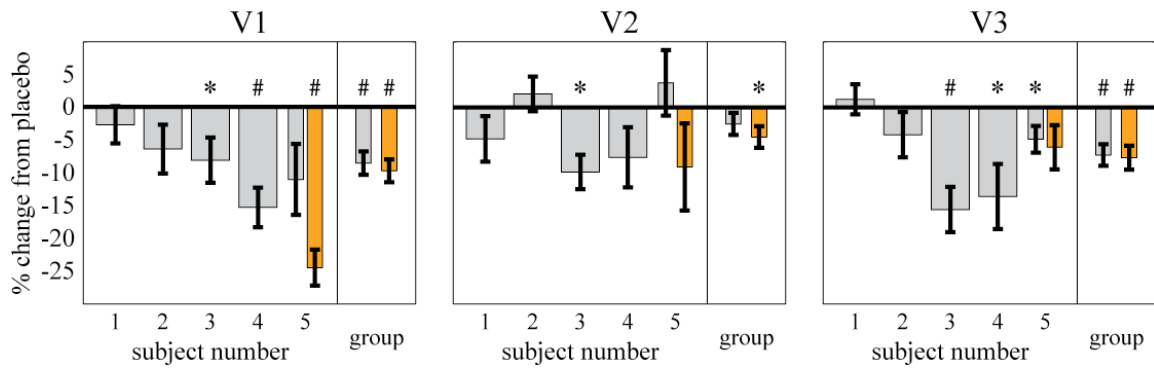 V1 V2 V3
% change from placebo
5
0
-5
-10
-15
-20
-25
* # # # #
* *
# * * # #
1 2 3 4 5 group
subject number
1 2 3 4 5 group
subject number
1 2 3 4 5 group
subject number